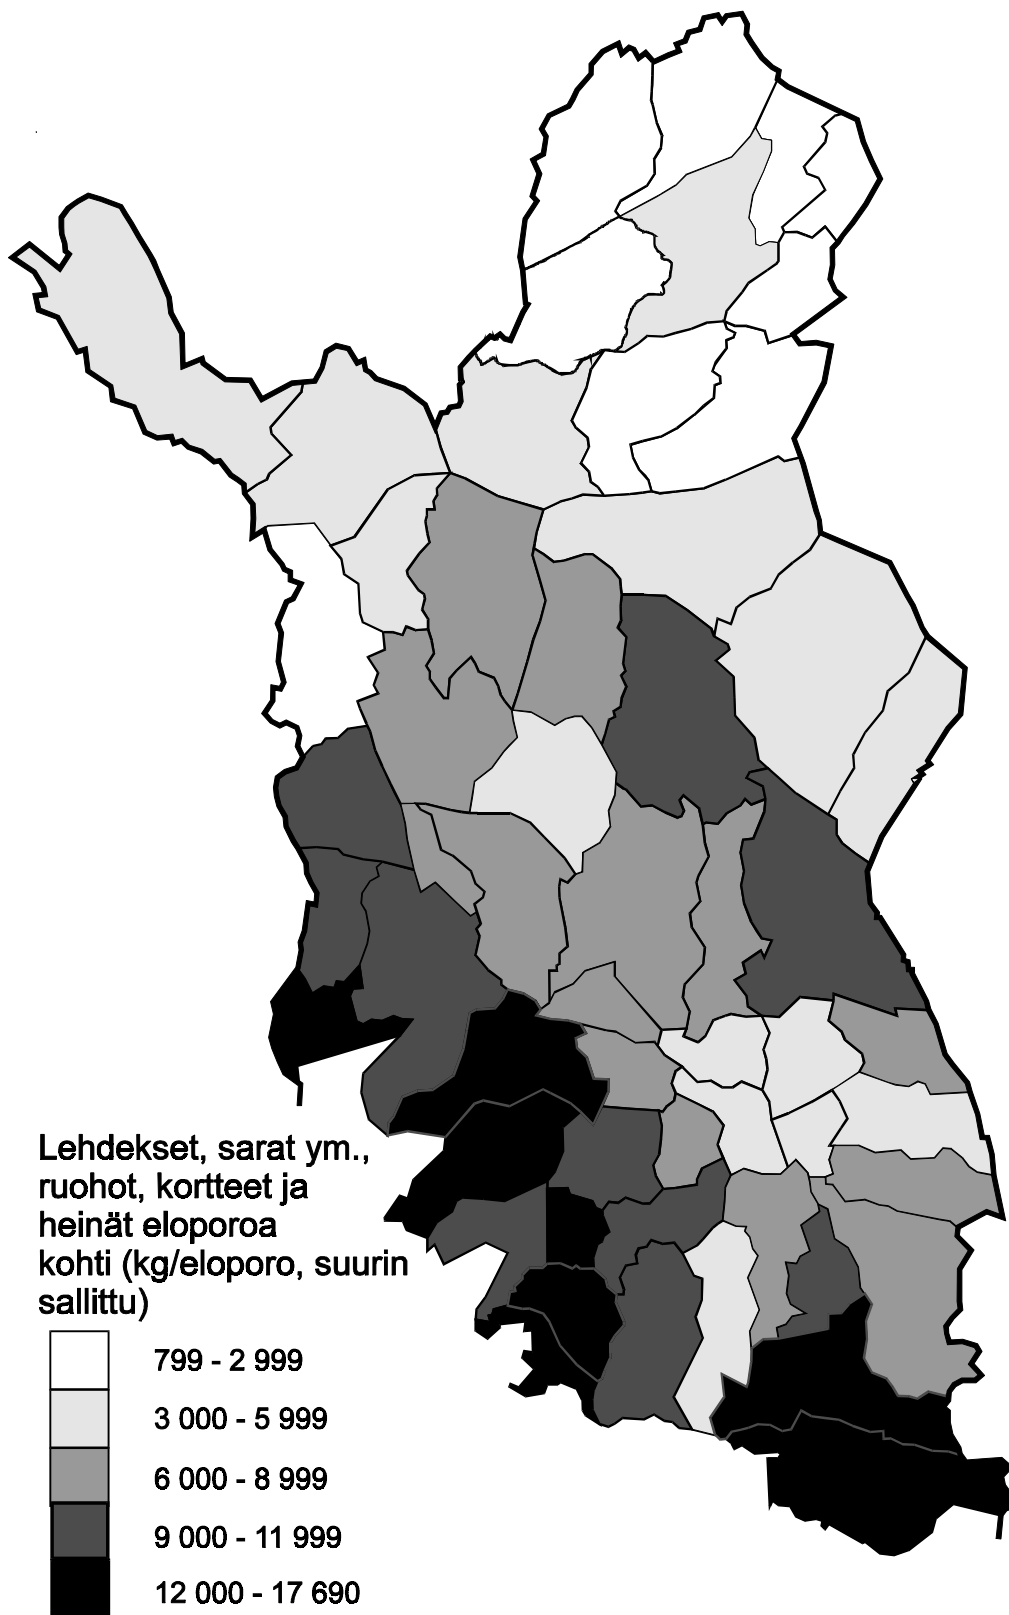 Lehdekset, sarat ym.,
ruohot, kortteet ja
heinät eloporoa
kohti (kg/eloporo, suurin
sallittu)
799 - 2 999
3 000 - 5 999
6 000 - 8 999
9 000 - 11 999
12 000 - 17 690